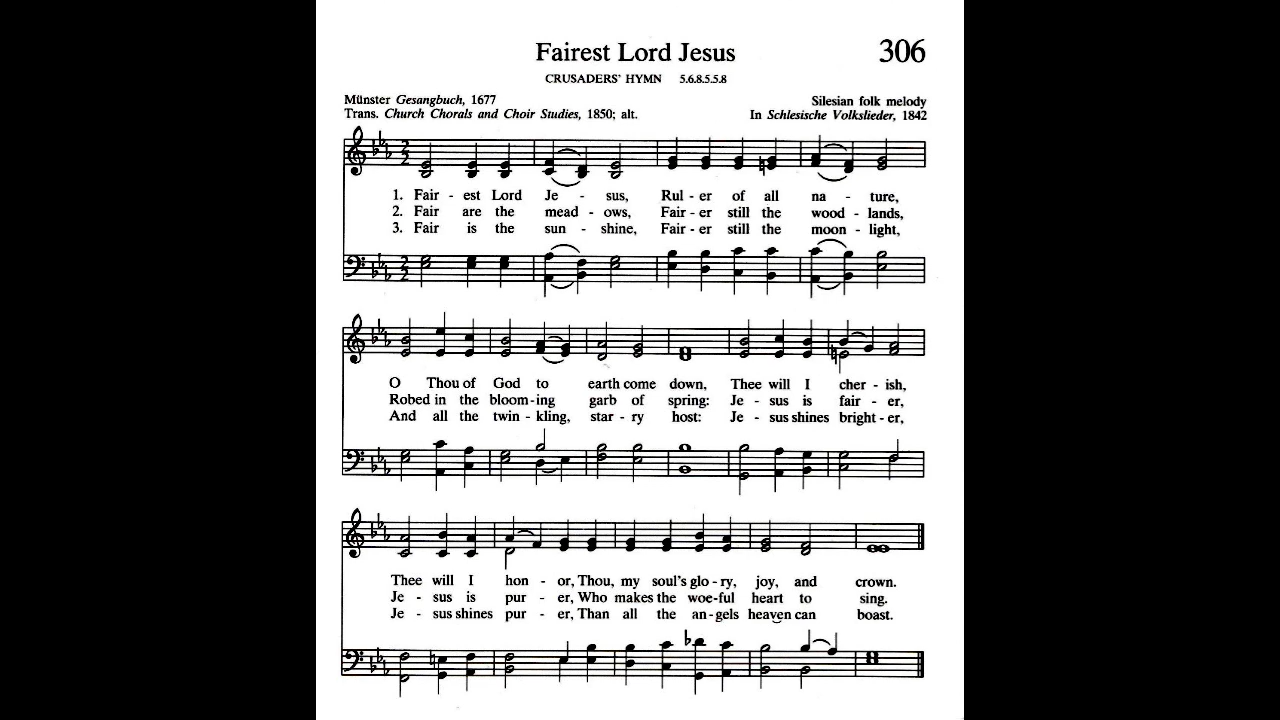 Fairest Lord Jesus 306
CRUSADERS' HYMN 5.6.8.5.5.8
Münster Gesangbuch, 1677 Silesian folk melody
Trans. Church Chorals and Choir Studies, 1850; alt. In Schlesische Volkslieder, 1842
1. Fair - est Lord Je - sus, Rul - er of all na - ture,
2. Fair are the mead - ows, Fair - er still the wood - lands,
3. Fair is the sun - shine, Fair - er still the moon - light,
O Thou of God to earth come down, Thee will I cher - ish,
Robed in the bloom - ing garb of spring: Je - sus is fair - er,
And all the twin - kling, star - ry host: Je - sus shines bright - er,
Thee will I hon - or, Thou, my soul's glo - ry, joy, and crown.
Je - sus is pur - er, Who makes the woe - ful heart to sing.
Je - sus shines pur - er, Than all the an - gels heaven can boast.